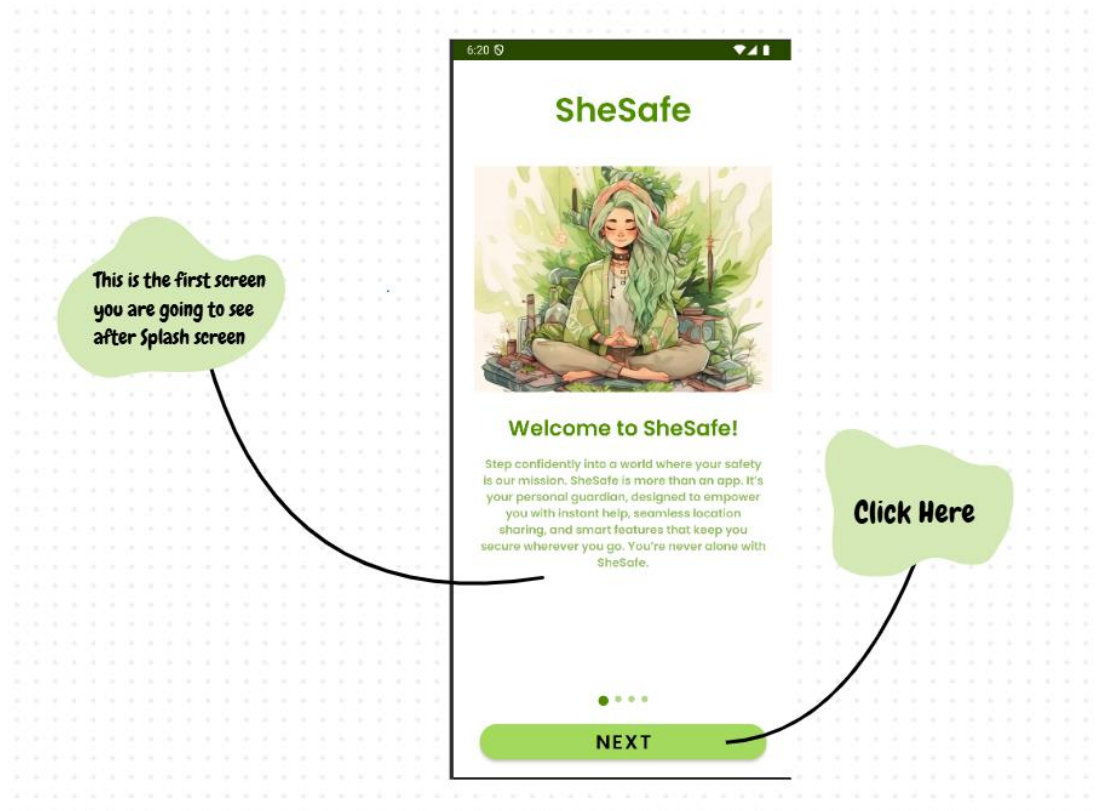 6:20
SheSafe
This is the first screen
you are going to see
after Splash screen
Welcome to SheSafe!
Step confidently into a world where your safety
is our mission. SheSafe is more than an app. It's
your personal guardian, designed to empower
you with instant help, seamless location
sharing, and smart features that keep you
secure wherever you go. You're never alone with
SheSafe.
Click Here
NEXT